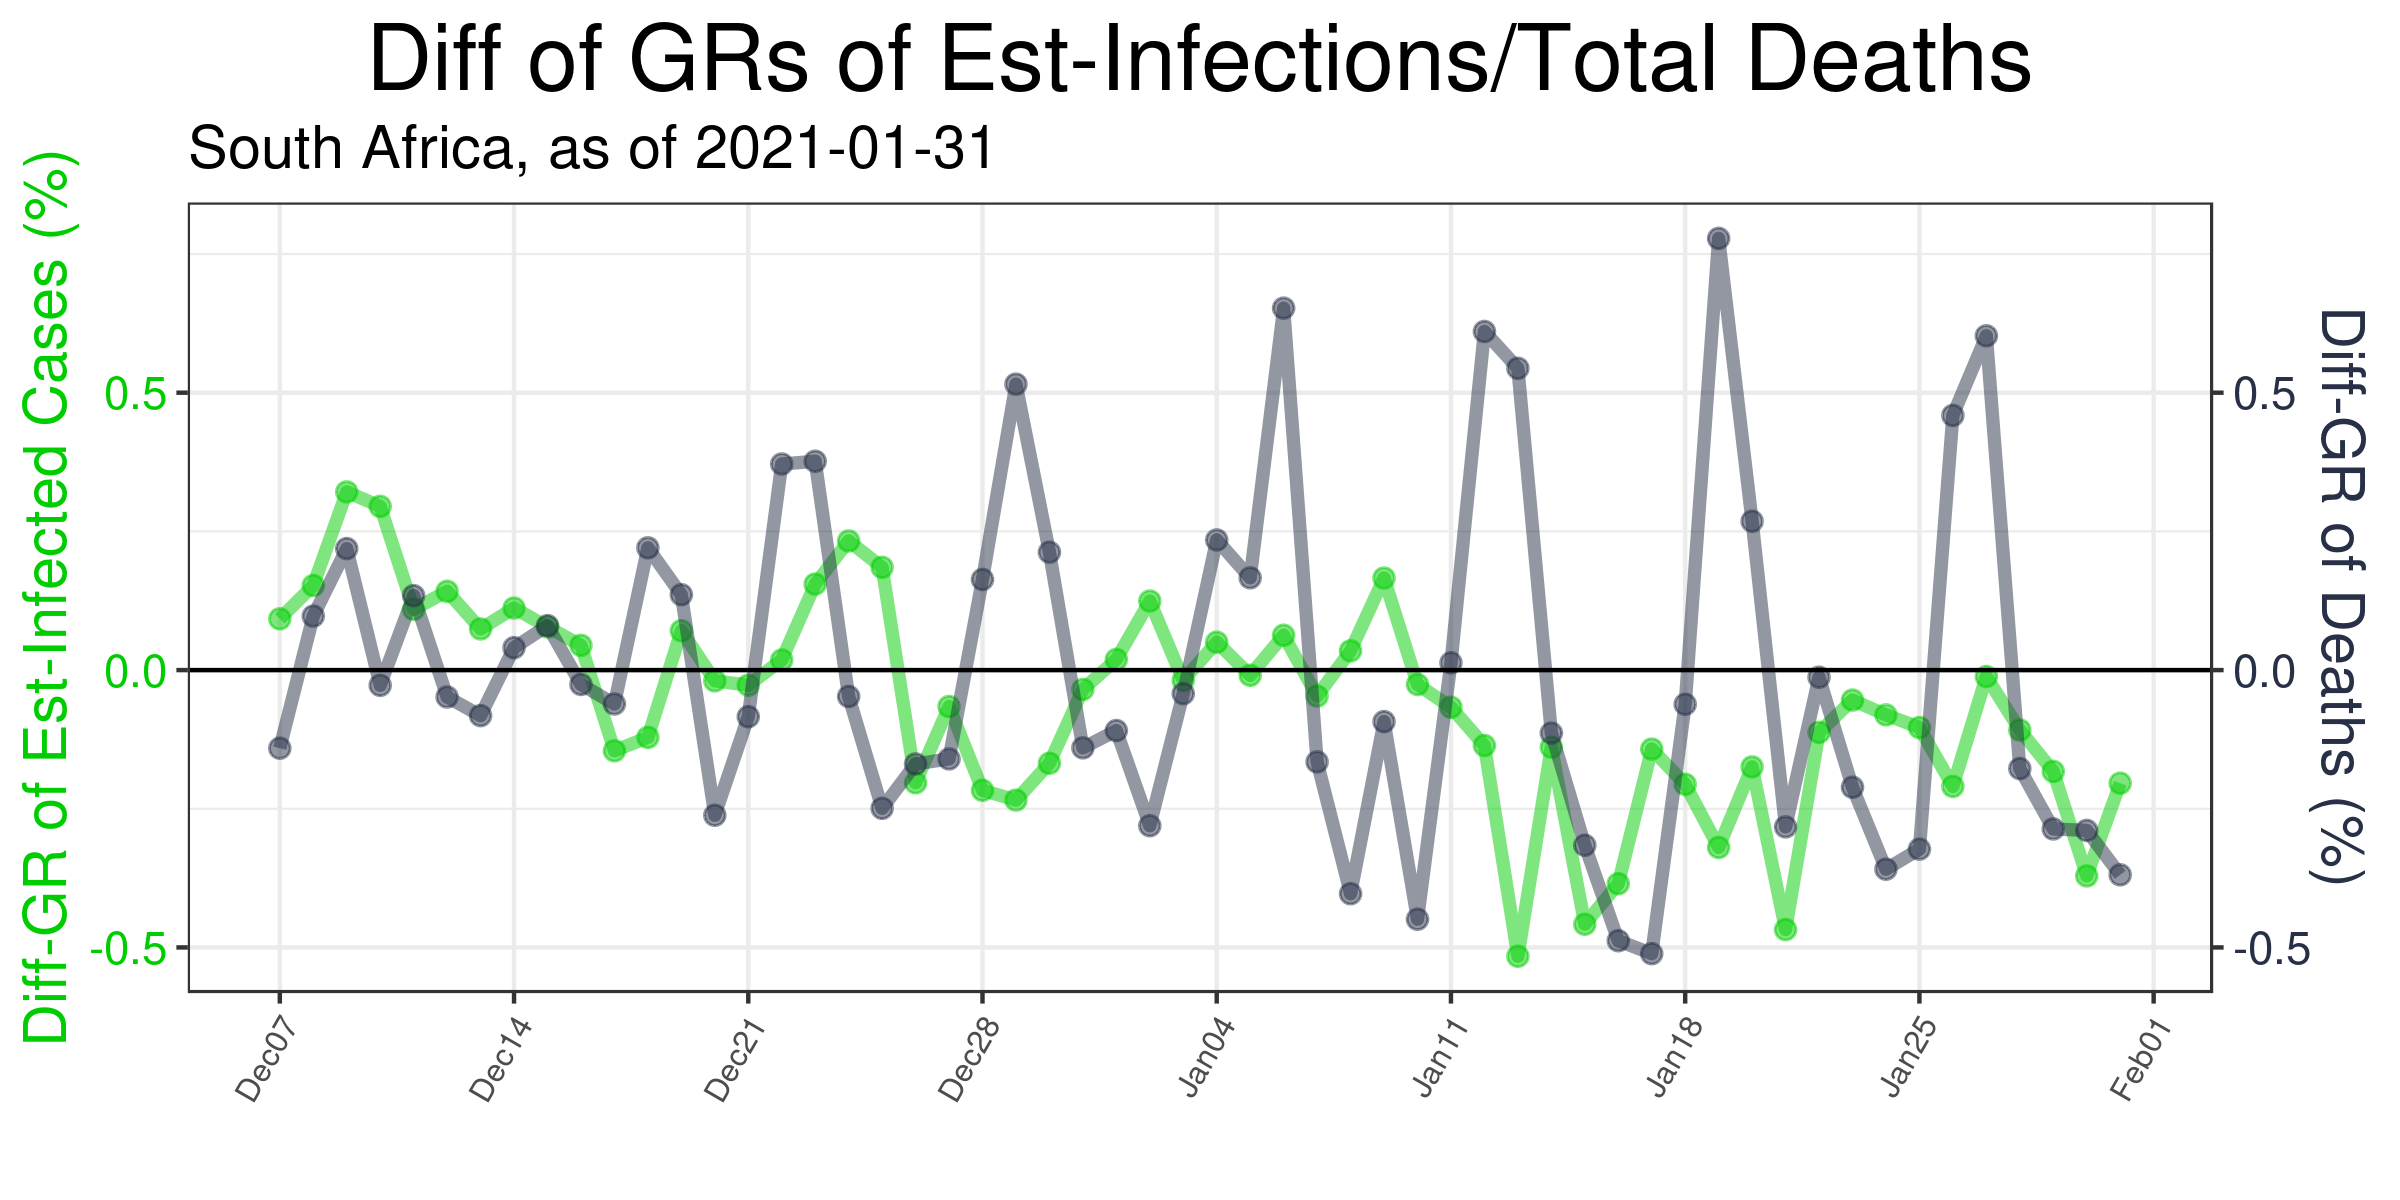 Diff of GRs of Est-Infections/Total Deaths
South Africa, as of 2021-01-31
Diff-GR of Est-Infected Cases (%)
0.5
0.0
-0.5
0.5
0.0
-0.5
Diff-GR of Deaths (%)
Dec07
Dec14
Dec21
Dec28
Jan04
Jan11
Jan18
Jan25
Feb01